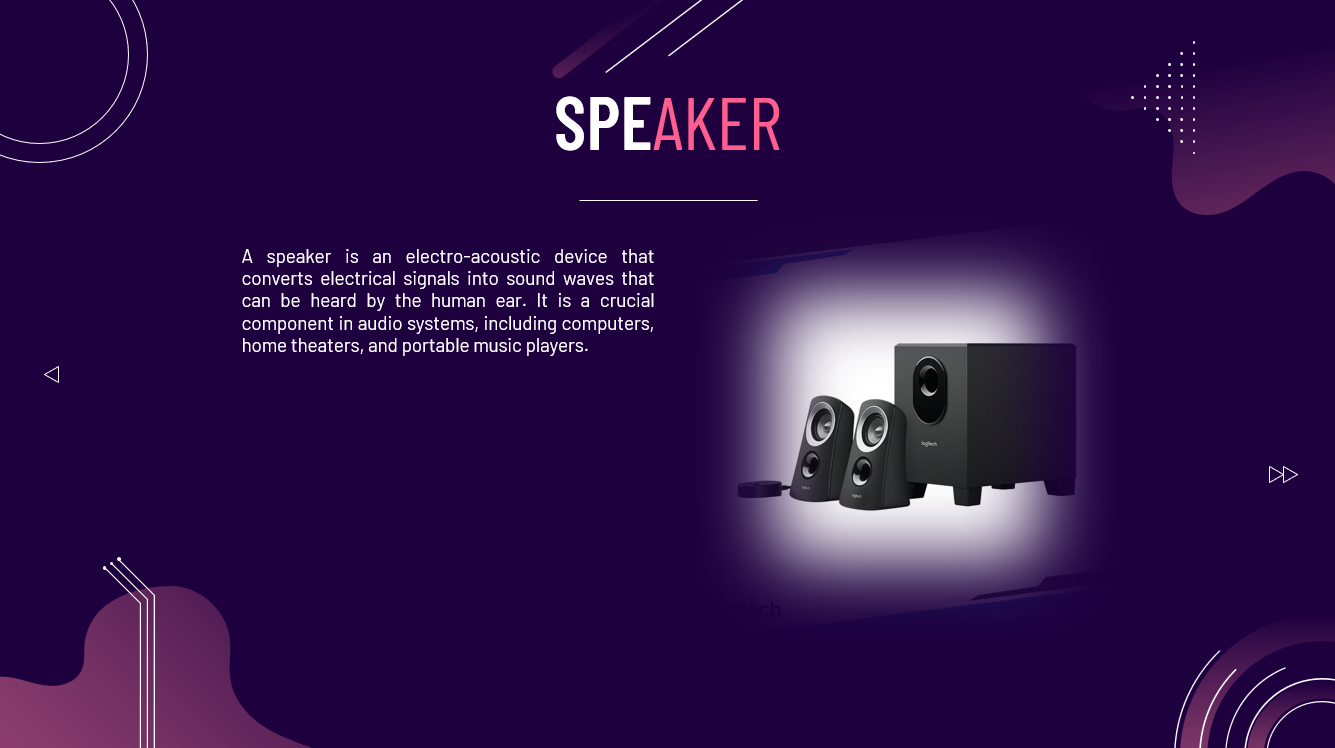 SPEAKER
A speaker is an electro-acoustic device that
converts electrical signals into sound waves that
can be heard by the human ear. It is a crucial
component in audio systems, including computers,
home theaters, and portable music players.
logitech
logitech
logitech
itech